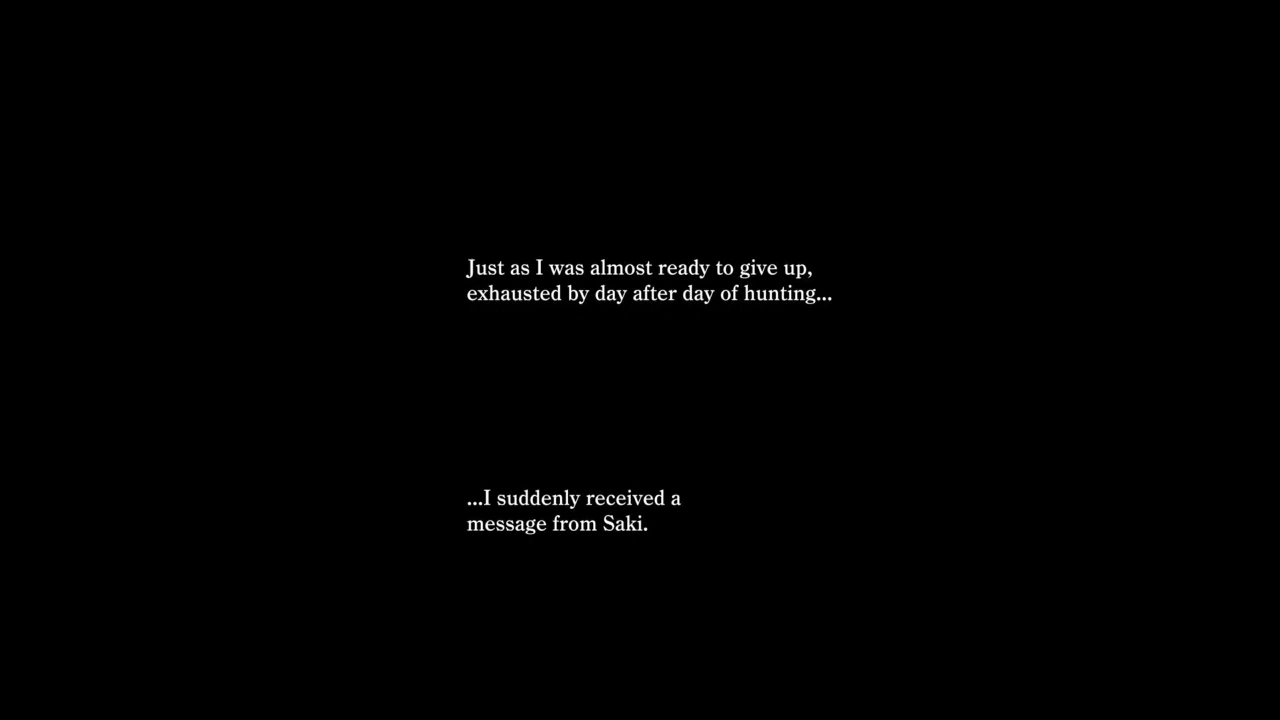 Just as I was almost ready to give up,
exhausted by day after day of hunting...
...I suddenly received a
message from Saki.